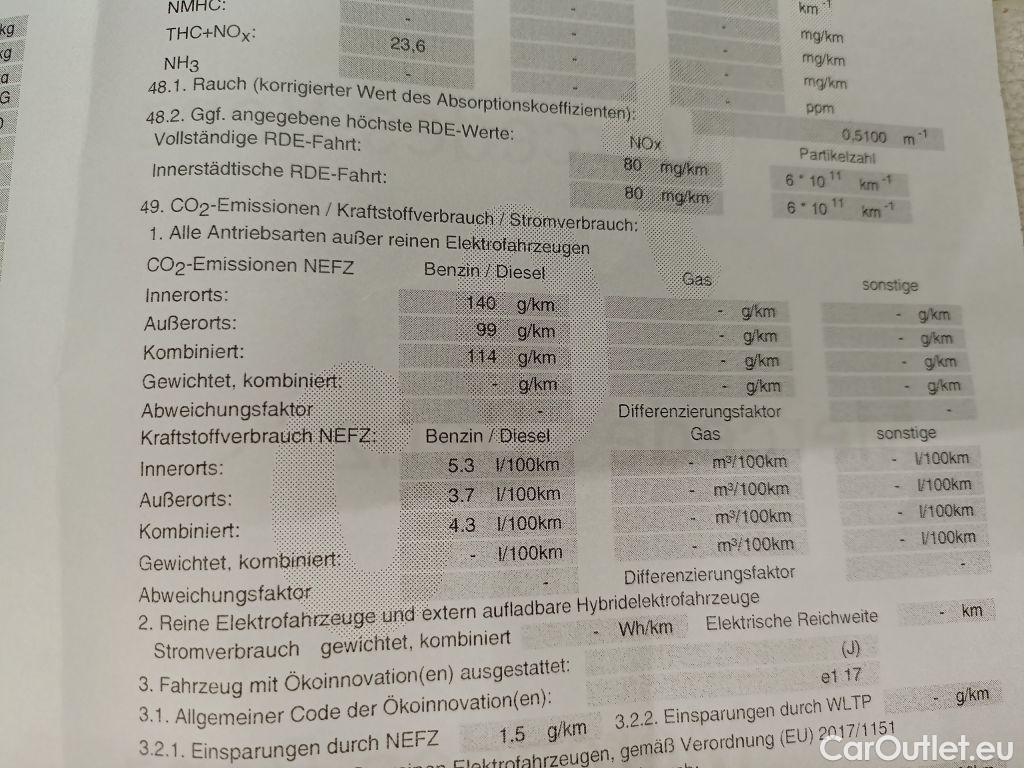 kg
kg
a
G
NMHC: - - - km⁻¹
THC+NOx: 23,6 - - mg/km
NH3 - - - mg/km
mg/km
48.1. Rauch (korrigierter Wert des Absorptionskoeffizienten): ppm
0,5100 m⁻¹
48.2. Ggf. angegebene höchste RDE-Werte: NOx Partikelzahl
Vollständige RDE-Fahrt: 80 mg/km 6 * 10¹¹ km⁻¹
Innerstädtische RDE-Fahrt: 80 mg/km 6 * 10¹¹ km⁻¹
49. CO2-Emissionen / Kraftstoffverbrauch / Stromverbrauch:
1. Alle Antriebsarten außer reinen Elektrofahrzeugen
CO2-Emissionen NEFZ Benzin / Diesel Gas sonstige
Innerorts: 140 g/km - g/km - g/km
Außerorts: 99 g/km - g/km - g/km
Kombiniert: 114 g/km - g/km - g/km
Gewichtet, kombiniert: - g/km - g/km - g/km
Abweichungsfaktor - Differenzierungsfaktor -
Kraftstoffverbrauch NEFZ: Benzin / Diesel Gas sonstige
Innerorts: 5.3 l/100km - m³/100km - l/100km
Außerorts: 3.7 l/100km - m³/100km - l/100km
Kombiniert: 4.3 l/100km - m³/100km - l/100km
Gewichtet, kombiniert: - l/100km - m³/100km - l/100km
Abweichungsfaktor - Differenzierungsfaktor -
2. Reine Elektrofahrzeuge und extern aufladbare Hybridelektrofahrzeuge
Stromverbrauch gewichtet, kombiniert - Wh/km Elektrische Reichweite - km
3. Fahrzeug mit Ökoinnovation(en) ausgestattet: (J)
3.1. Allgemeiner Code der Ökoinnovation(en): e1 17
3.2.1. Einsparungen durch NEFZ 1.5 g/km 3.2.2. Einsparungen durch WLTP - g/km
Elektrofahrzeugen, gemäß Verordnung (EU) 2017/1151
CarOutlet.eu